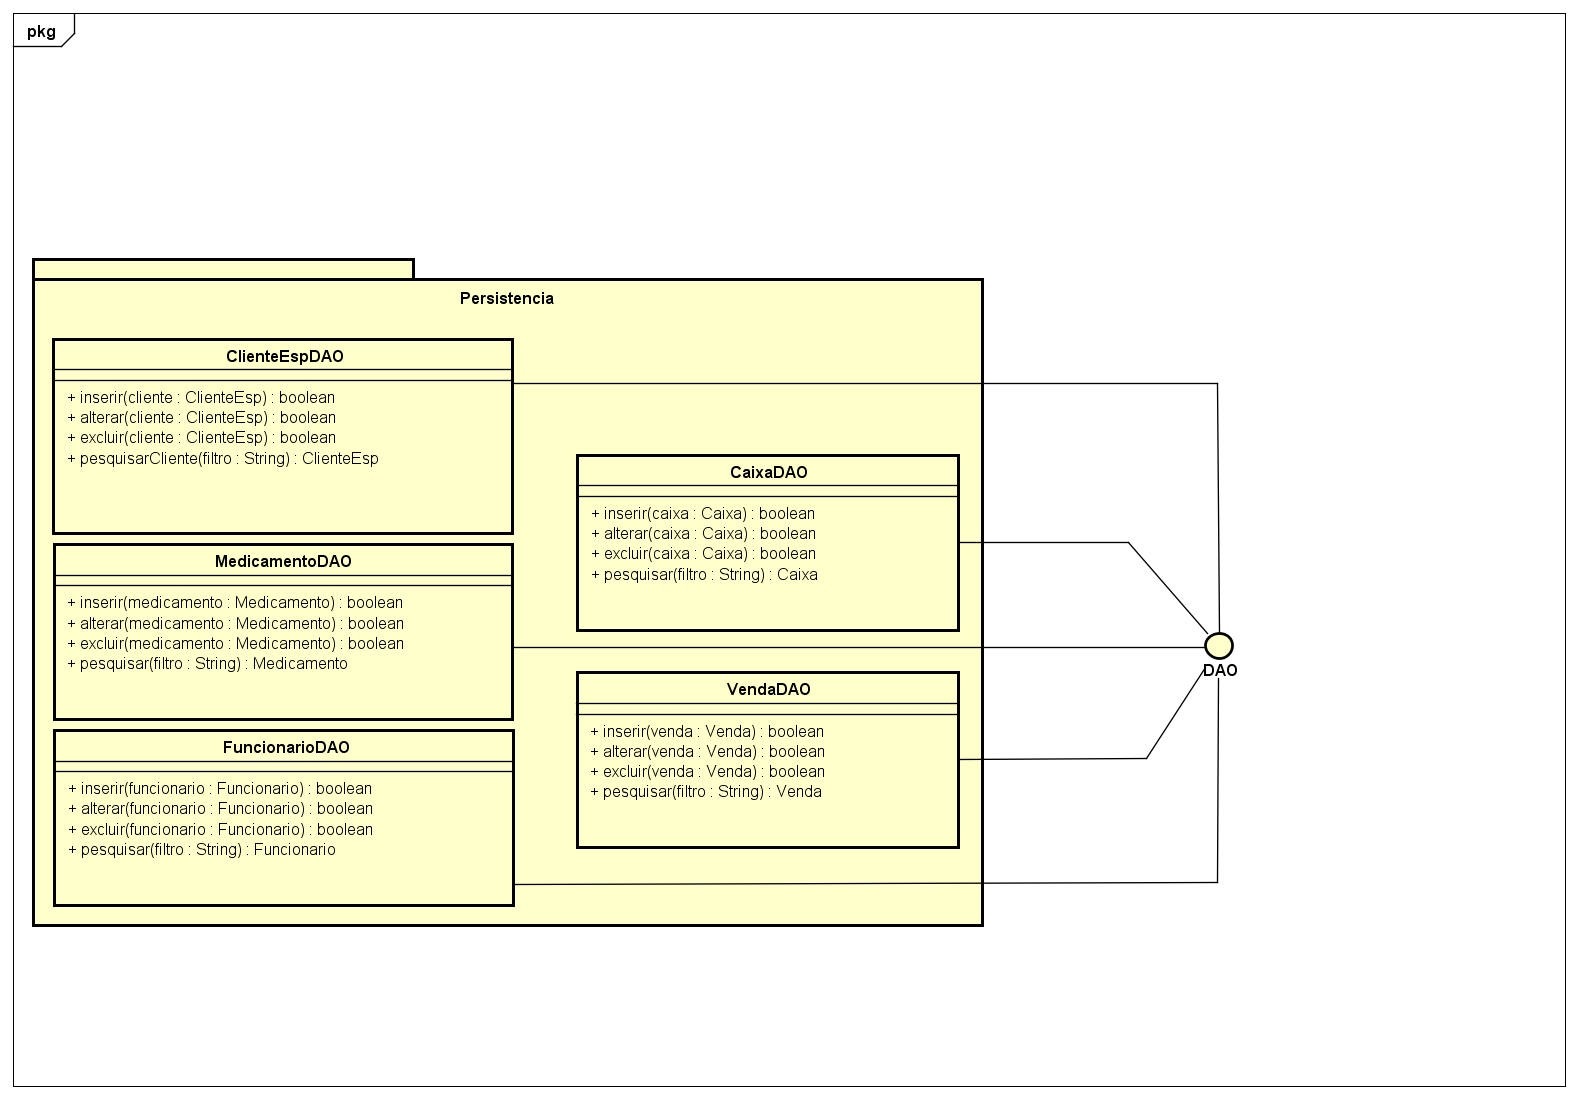 pkg
Persistencia
ClienteEspDAO
+ inserir(cliente : ClienteEsp) : boolean
+ alterar(cliente : ClienteEsp) : boolean
+ excluir(cliente : ClienteEsp) : boolean
+ pesquisarCliente(filtro : String) : ClienteEsp
MedicamentoDAO
+ inserir(medicamento : Medicamento) : boolean
+ alterar(medicamento : Medicamento) : boolean
+ excluir(medicamento : Medicamento) : boolean
+ pesquisar(filtro : String) : Medicamento
FuncionarioDAO
+ inserir(funcionario : Funcionario) : boolean
+ alterar(funcionario : Funcionario) : boolean
+ excluir(funcionario : Funcionario) : boolean
+ pesquisar(filtro : String) : Funcionario
CaixaDAO
+ inserir(caixa : Caixa) : boolean
+ alterar(caixa : Caixa) : boolean
+ excluir(caixa : Caixa) : boolean
+ pesquisar(filtro : String) : Caixa
VendaDAO
+ inserir(venda : Venda) : boolean
+ alterar(venda : Venda) : boolean
+ excluir(venda : Venda) : boolean
+ pesquisar(filtro : String) : Venda
DAO